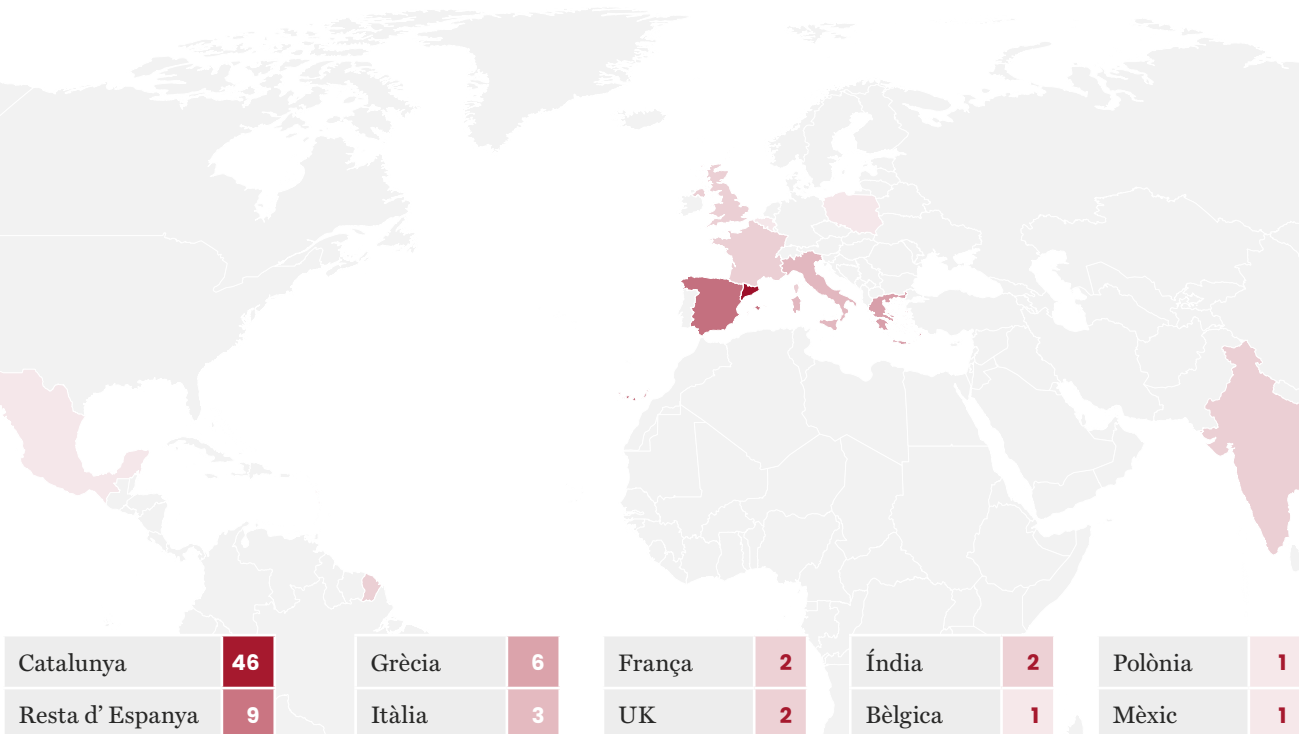 Catalunya 46
Resta d’ Espanya 9
Grècia 6
Itàlia 3
França 2
UK 2
Índia 2
Bèlgica 1
Polònia 1
Mèxic 1